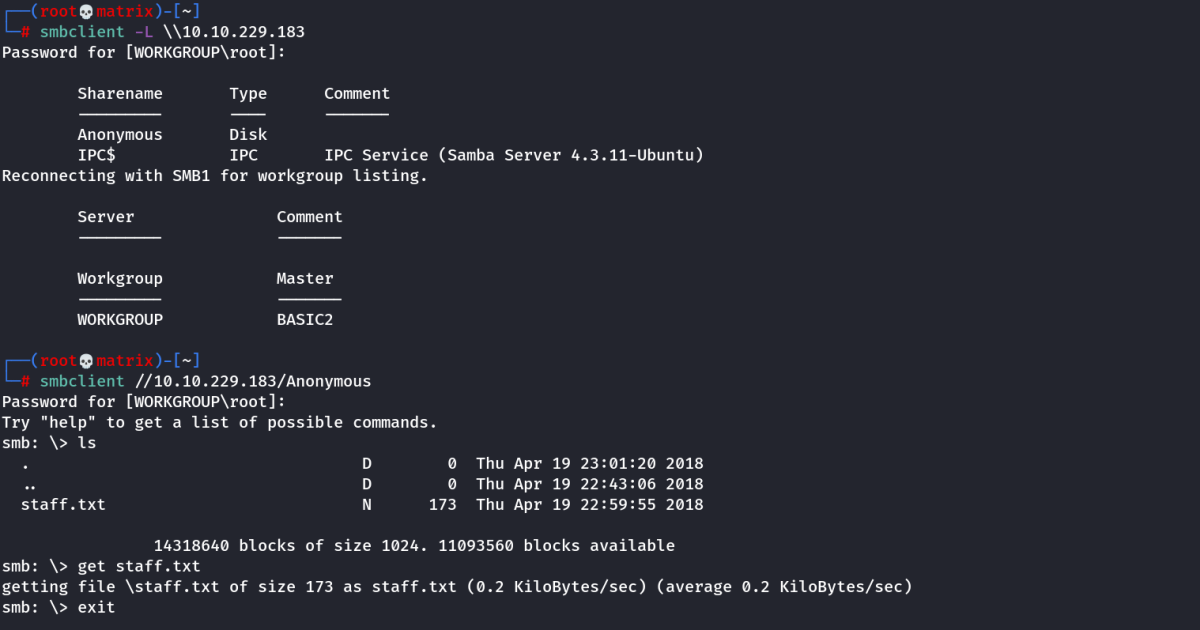 ┌──(root💀matrix)-[~]
└─# smbclient -L \\10.10.229.183
Password for [WORKGROUP\root]:

        Sharename       Type      Comment
        ---------       ----      -------
        Anonymous       Disk
        IPC$            IPC       IPC Service (Samba Server 4.3.11-Ubuntu)
Reconnecting with SMB1 for workgroup listing.

        Server               Comment
        ---------            -------

        Workgroup            Master
        ---------            -------
        WORKGROUP            BASIC2

┌──(root💀matrix)-[~]
└─# smbclient //10.10.229.183/Anonymous
Password for [WORKGROUP\root]:
Try "help" to get a list of possible commands.
smb: \> ls
  .                                   D        0  Thu Apr 19 23:01:20 2018
  ..                                  D        0  Thu Apr 19 22:43:06 2018
  staff.txt                           N      173  Thu Apr 19 22:59:55 2018

                14318640 blocks of size 1024. 11093560 blocks available
smb: \> get staff.txt
getting file \staff.txt of size 173 as staff.txt (0.2 KiloBytes/sec) (average 0.2 KiloBytes/sec)
smb: \> exit